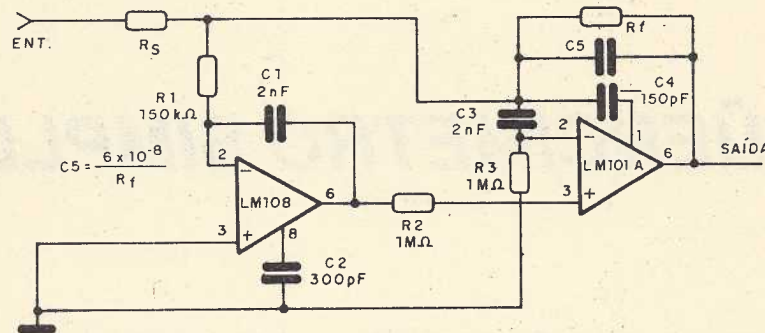 ENT.
RS
R1
150kΩ
C1
2nF
C5 = 6 x 10-8
Rf
2
LM108
6
3
8
C2
300pF
R2
1MΩ
Rf
C5
C4
150pF
C3
2nF
2
1
R3
1MΩ
LM101A
6
3
SAÍDA